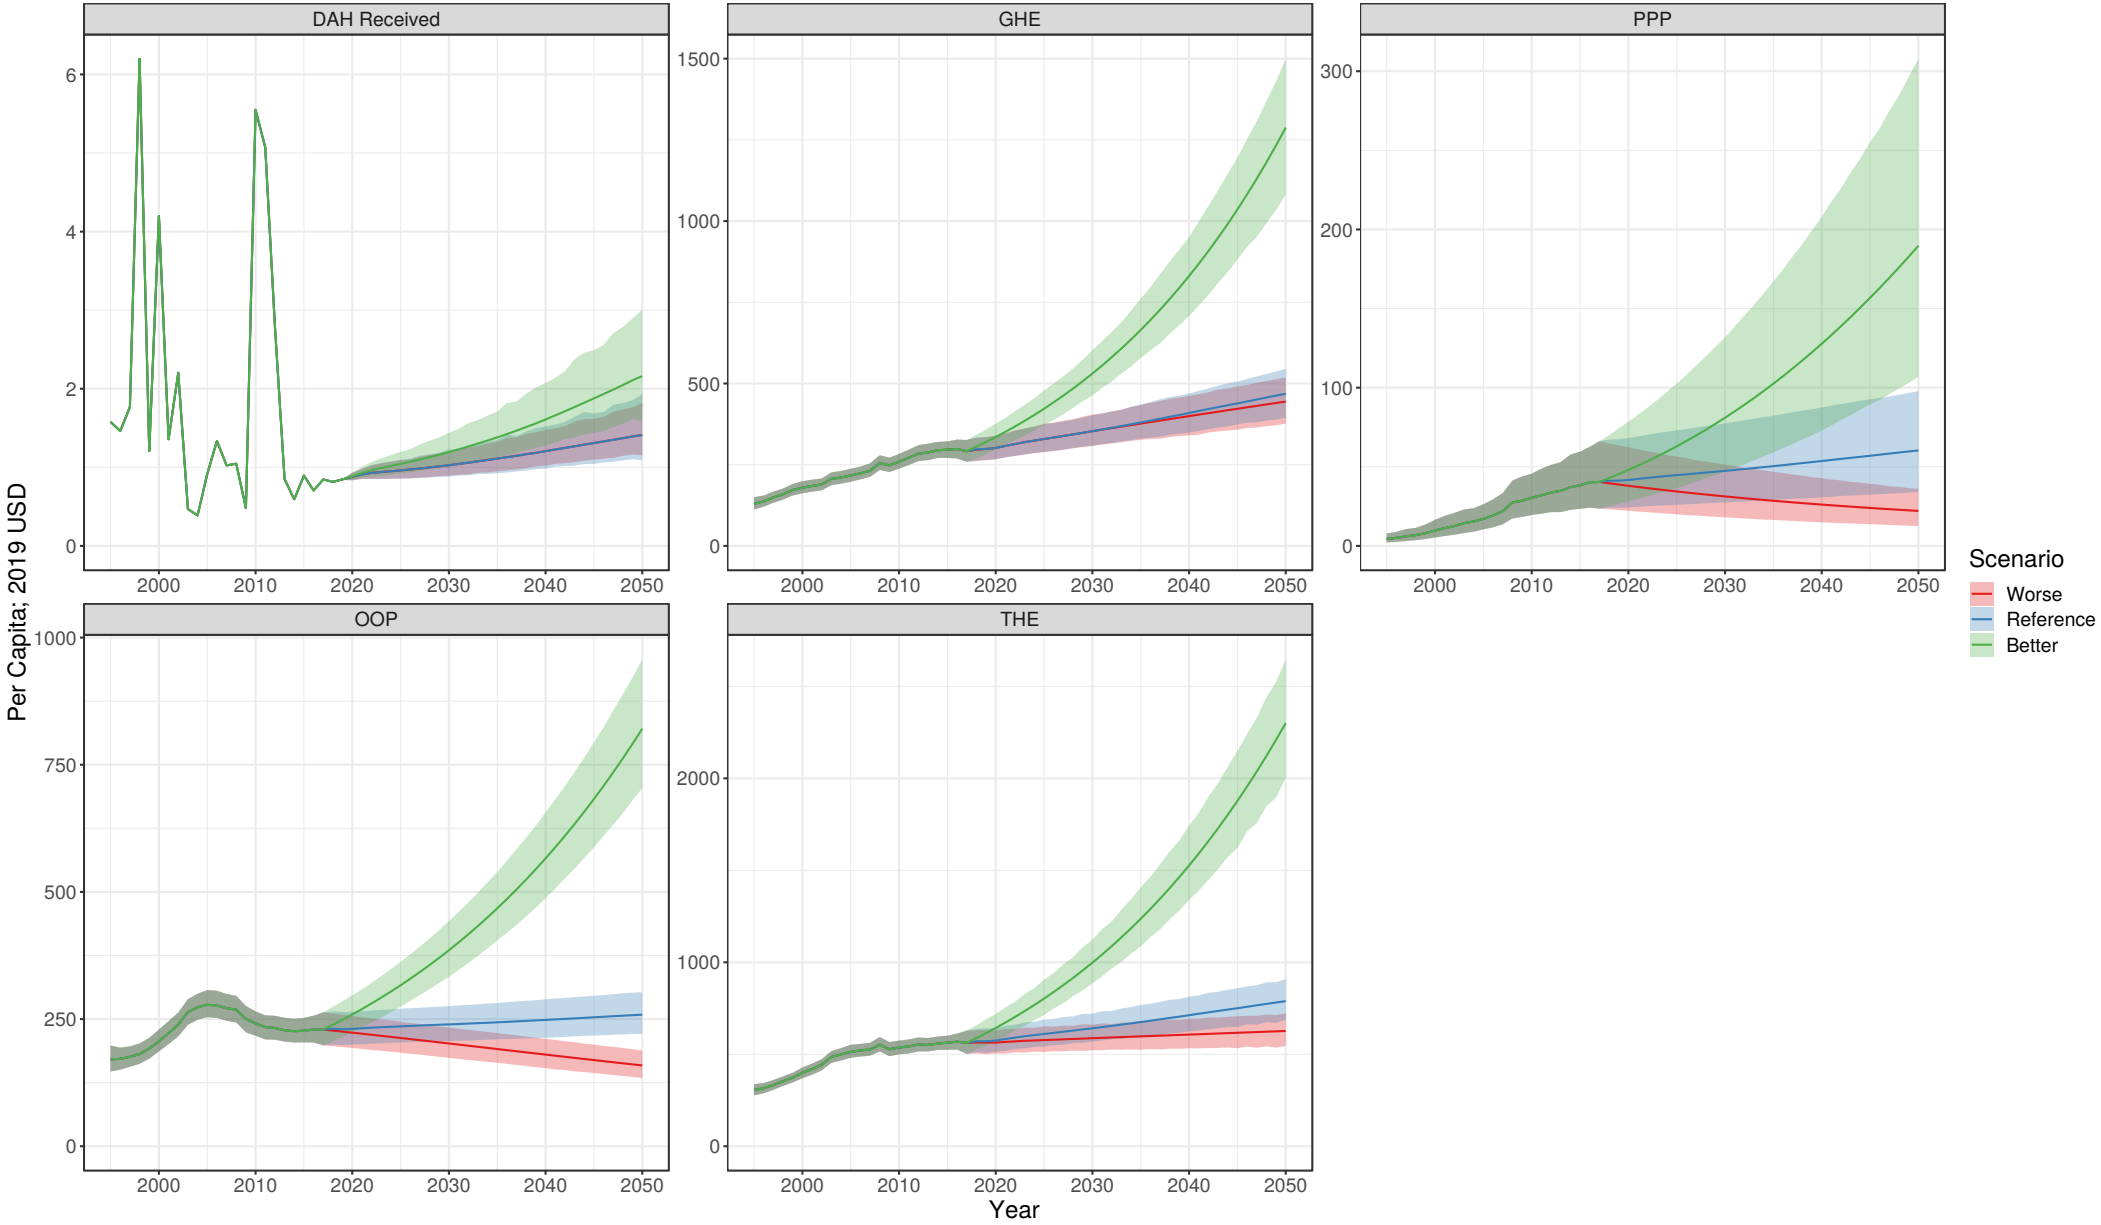 DAH Received
GHE
PPP
6
4
2
0
1500
1000
500
0
300
200
100
0
2000 2010 2020 2030 2040 2050
2000 2010 2020 2030 2040 2050
2000 2010 2020 2030 2040 2050
OOP
THE
1000
750
500
250
0
2000
1000
0
2000 2010 2020 2030 2040 2050
2000 2010 2020 2030 2040 2050
Year
Per Capita; 2019 USD
Scenario
Worse
Reference
Better